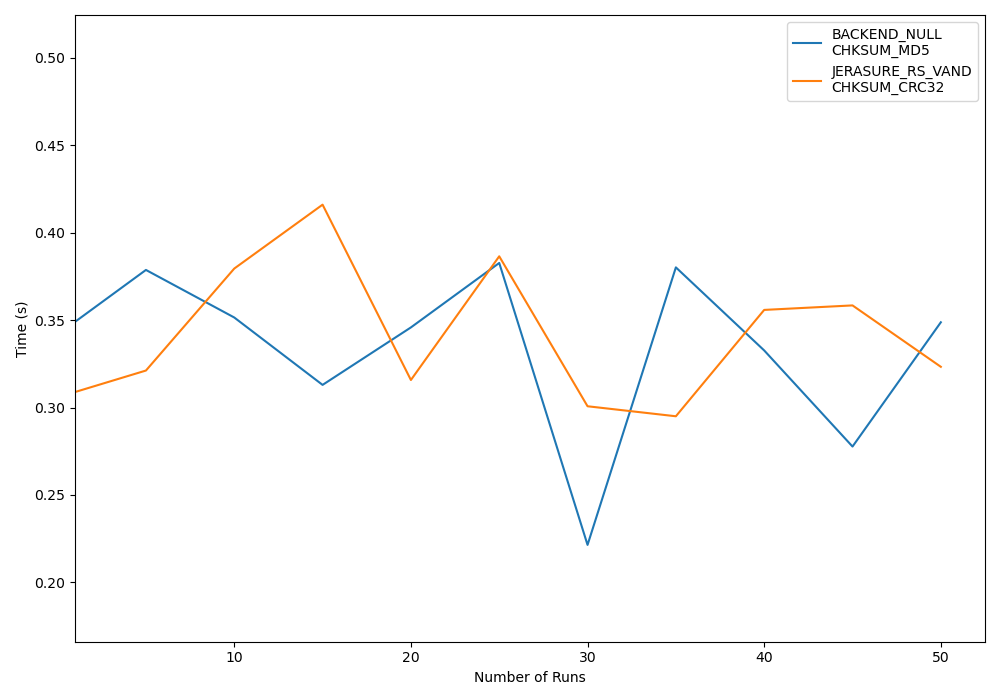 BACKEND_NULL
CHKSUM_MD5
JERASURE_RS_VAND
CHKSUM_CRC32
0.50
0.45
0.40
0.35
0.30
0.25
0.20
Time (s)
10 20 30 40 50
Number of Runs